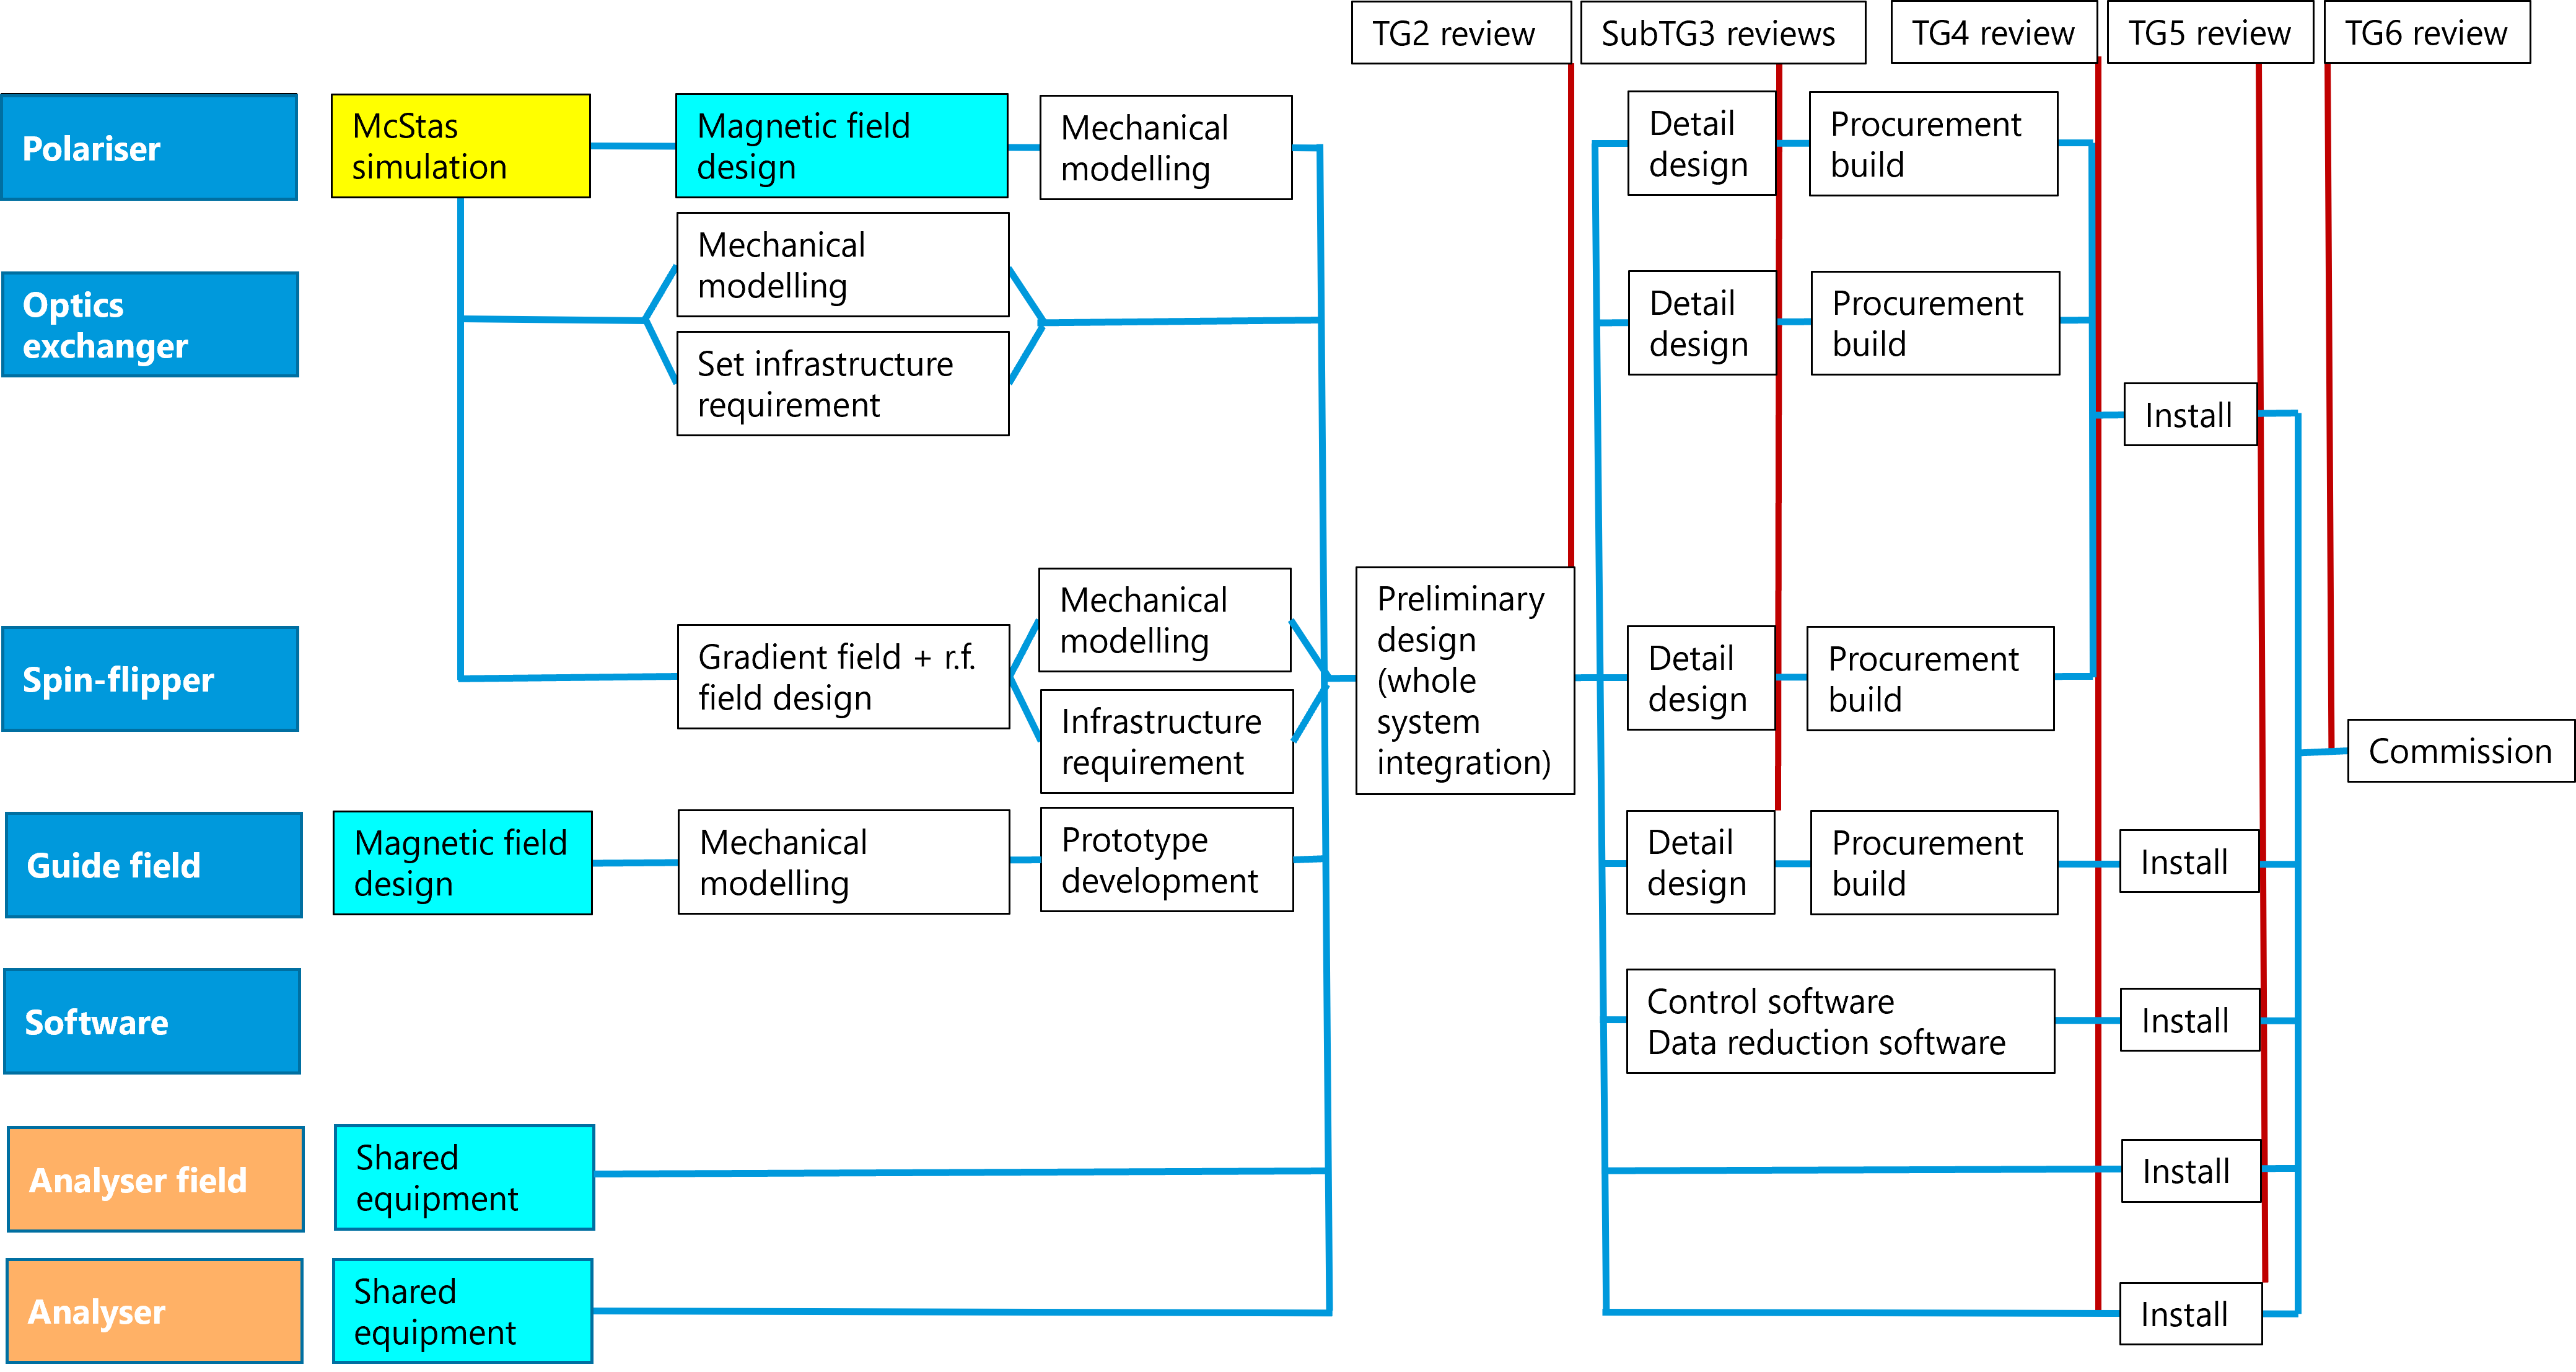 TG2 review
SubTG3 reviews
TG4 review
TG5 review
TG6 review
Polariser
McStas
simulation
Magnetic field
design
Mechanical
modelling
Detail
design
Procurement
build
Optics
exchanger
Mechanical
modelling
Set infrastructure
requirement
Detail
design
Procurement
build
Install
Spin-flipper
Gradient field + r.f.
field design
Mechanical
modelling
Infrastructure
requirement
Preliminary
design
(whole
system
integration)
Detail
design
Procurement
build
Commission
Guide field
Magnetic field
design
Mechanical
modelling
Prototype
development
Detail
design
Procurement
build
Install
Software
Control software
Data reduction software
Install
Analyser field
Shared
equipment
Install
Analyser
Shared
equipment
Install